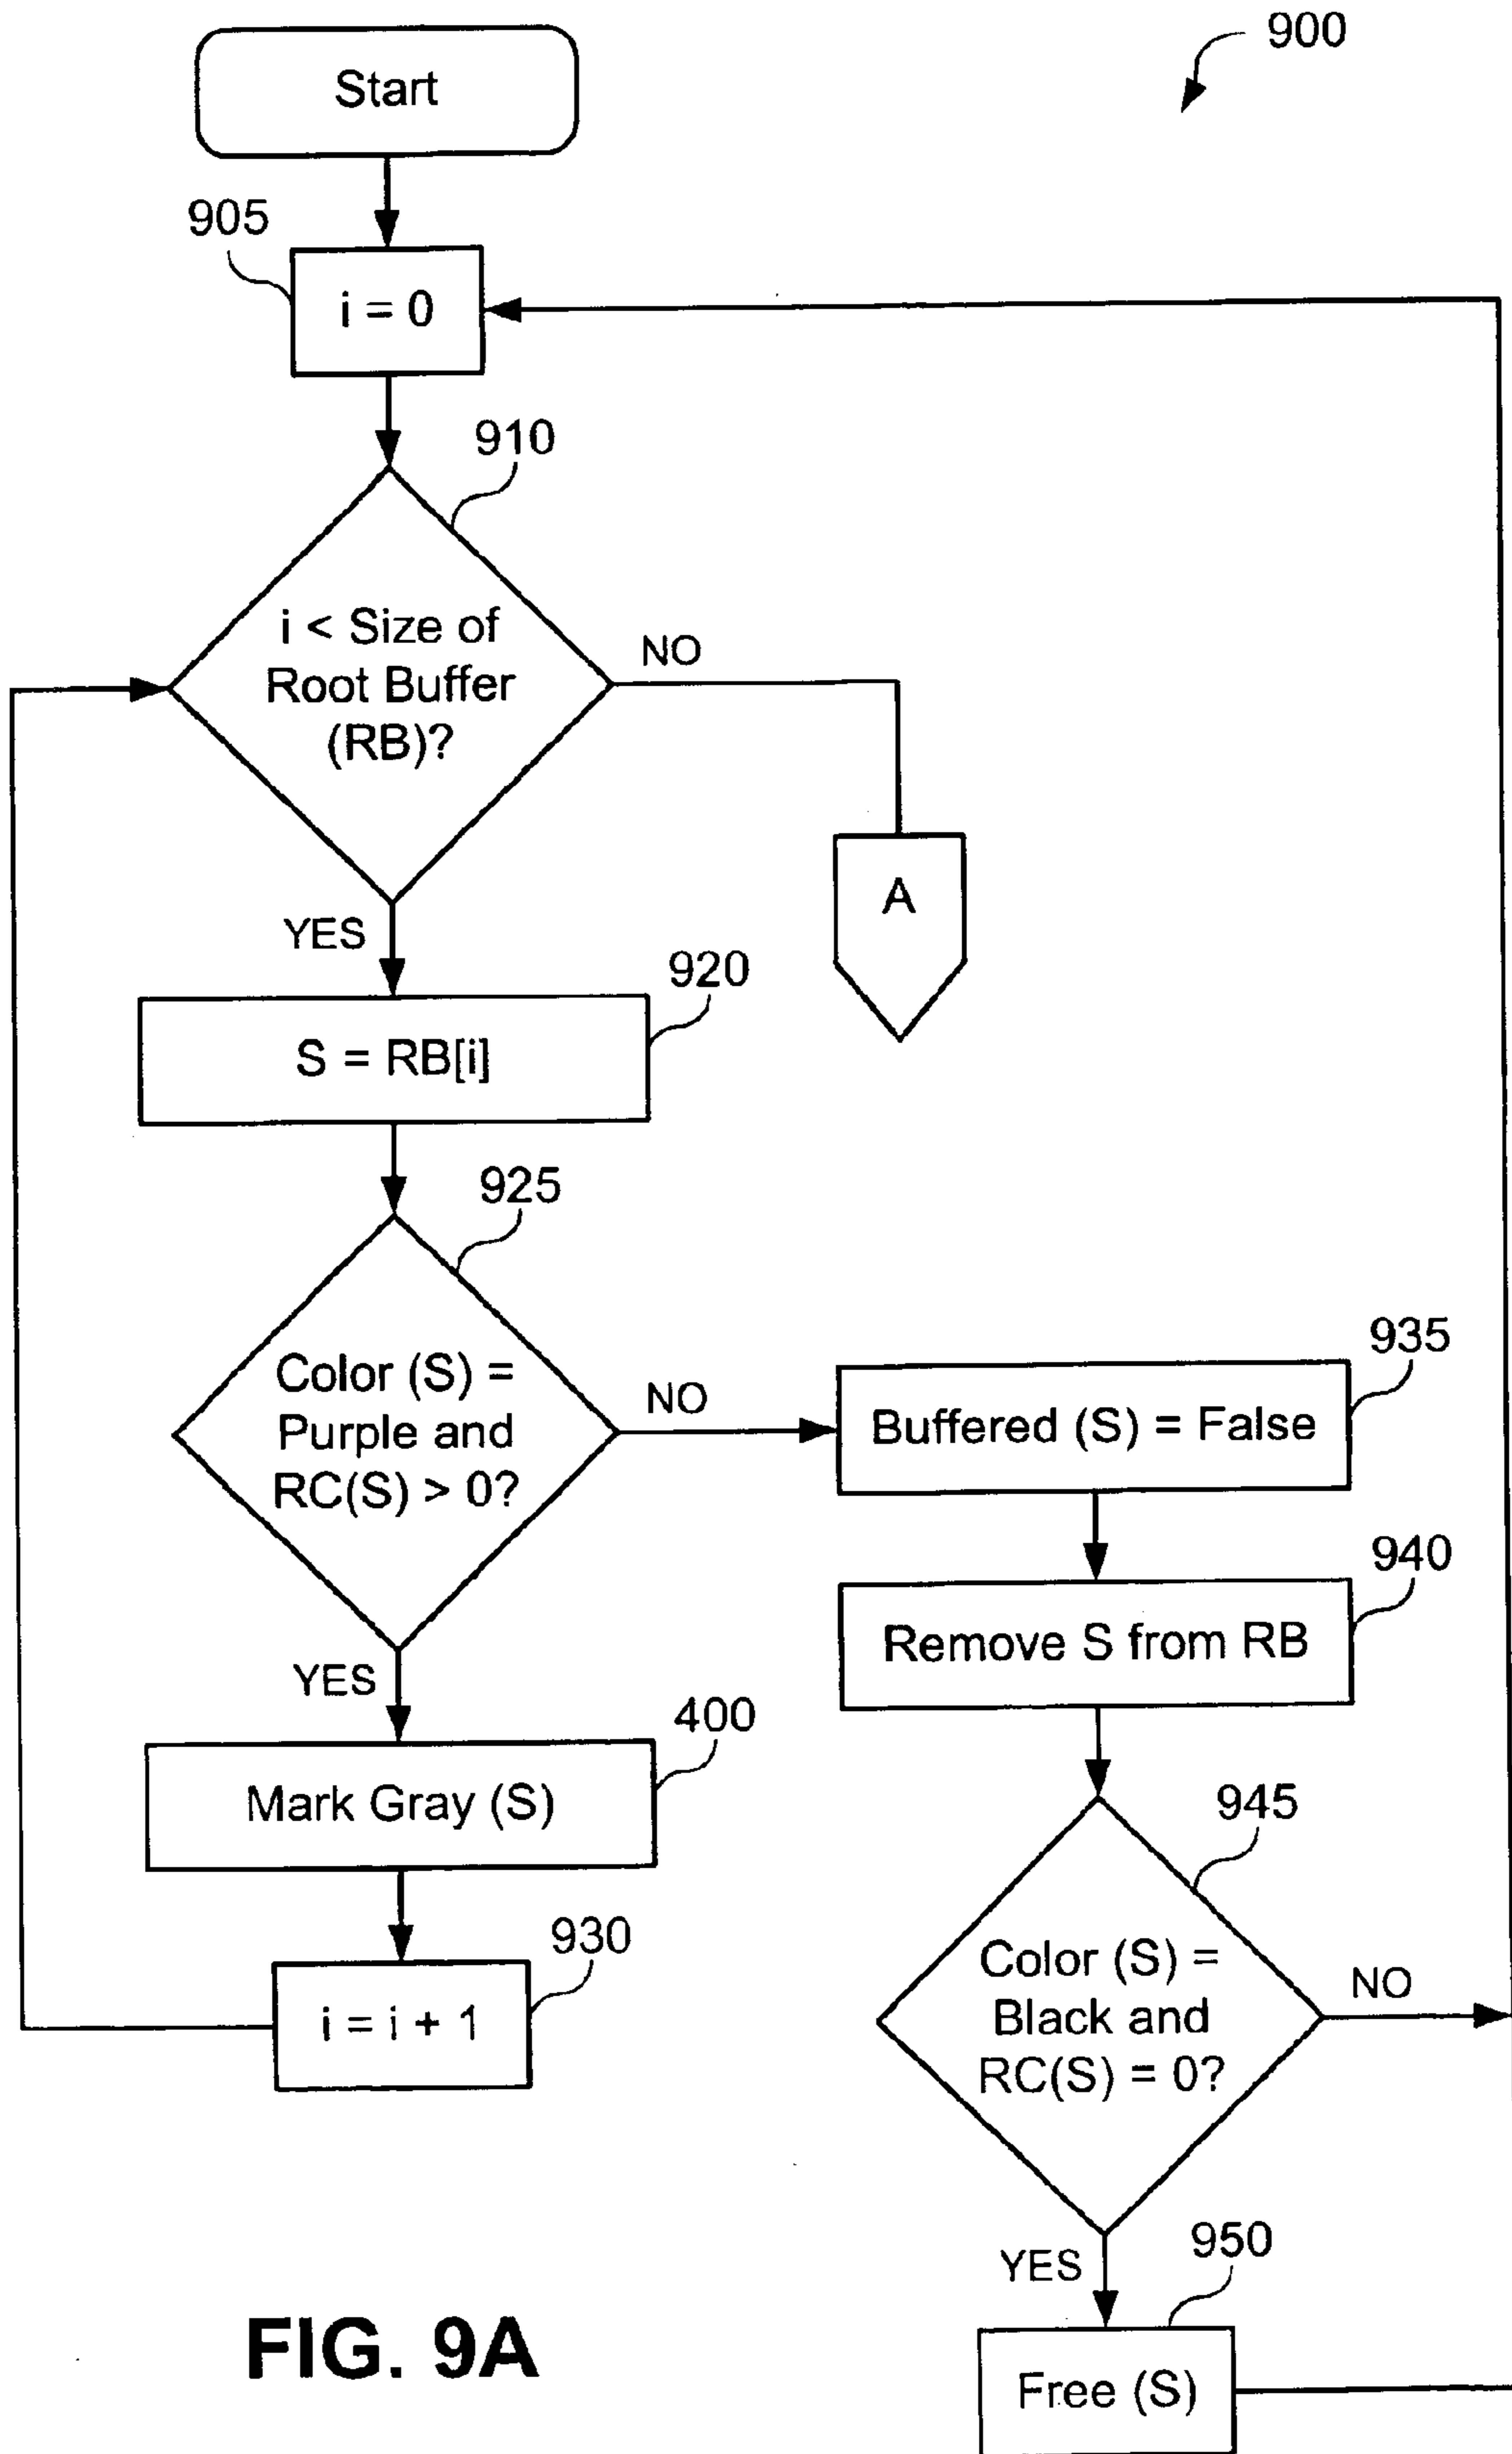 900
Start
905
i = 0
910
i < Size of
Root Buffer
(RB)?
NO
A
YES
920
S = RB[i]
925
Color (S) =
Purple and
RC(S) > 0?
NO
935
Buffered (S) = False
940
Remove S from RB
YES
400
Mark Gray (S)
930
i = i + 1
945
Color (S) =
Black and
RC(S) = 0?
NO
YES
950
Free (S)
FIG. 9A